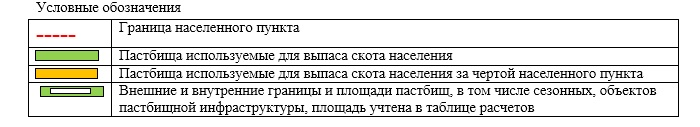 Условные обозначения
Граница населенного пункта
Пастбища используемые для выпаса скота населения
Пастбища используемые для выпаса скота населения за чертой населенного пункта
Внешние и внутренние границы и площади пастбищ, в том числе сезонных, объектов
пастбищной инфраструктуры, площадь учтена в таблице расчетов